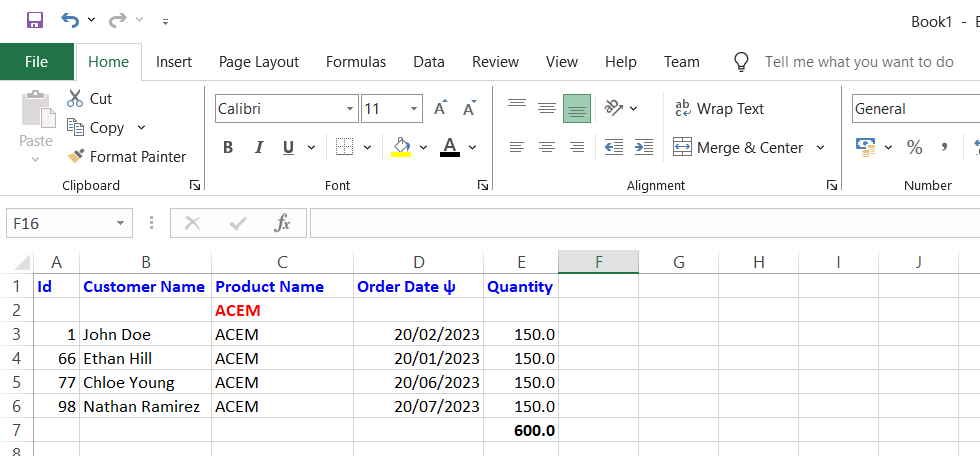 Book1 - E
File Home Insert Page Layout Formulas Data Review View Help Team Tell me what you want to do
Cut
Copy
Paste
Format Painter
Clipboard
Calibri 11 A A
B I U A
Font
ab
Wrap Text
Merge & Center
Alignment
General
% ,
Number
F16 fx
A B C D E F G H I J
1 Id Customer Name Product Name Order Date ψ Quantity
2 ACEM
3 1 John Doe ACEM 20/02/2023 150.0
4 66 Ethan Hill ACEM 20/01/2023 150.0
5 77 Chloe Young ACEM 20/06/2023 150.0
6 98 Nathan Ramirez ACEM 20/07/2023 150.0
7 600.0
8